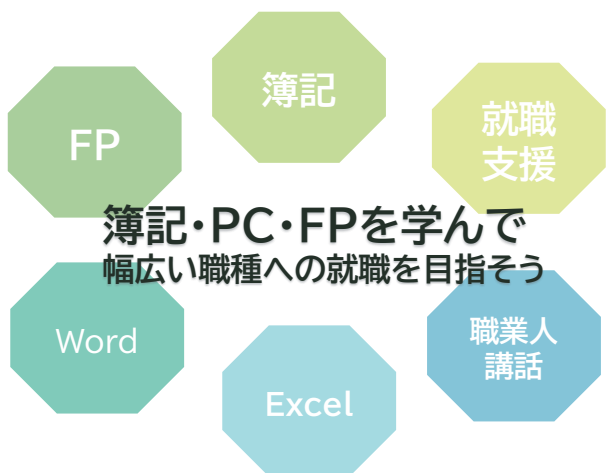 簿記
FP
就職
支援
簿記・PC・FPを学んで
幅広い職種への就職を目指そう
Word
職業人
講話
Excel